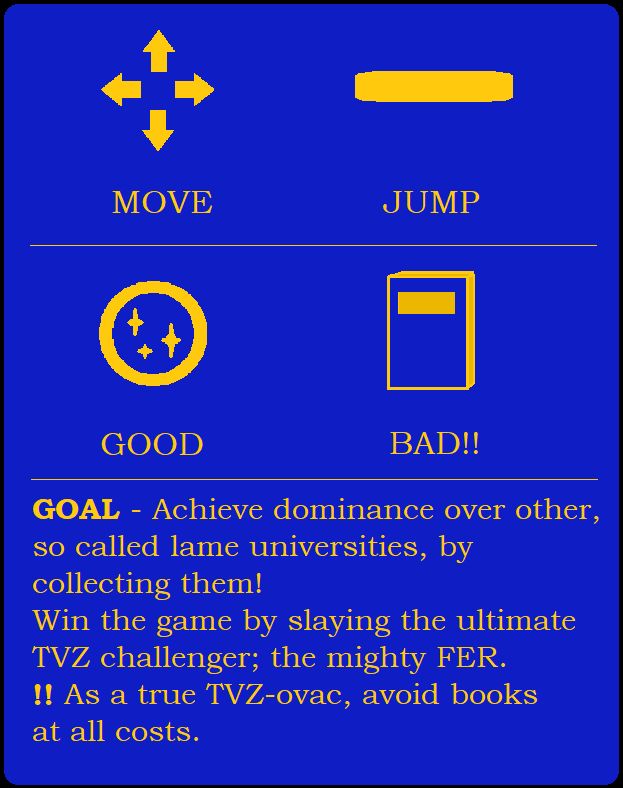 MOVE JUMP
GOOD BAD!!
GOAL - Achieve dominance over other,
so called lame universities, by
collecting them!
Win the game by slaying the ultimate
TVZ challenger; the mighty FER.
!! As a true TVZ-ovac, avoid books
at all costs.